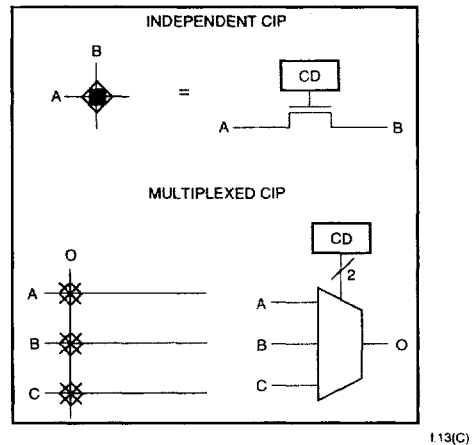 INDEPENDENT CIP
B
A
=
CD
A
B
MULTIPLEXED CIP
O
CD
2
A
A
B
B
O
C
C
f.13(C)